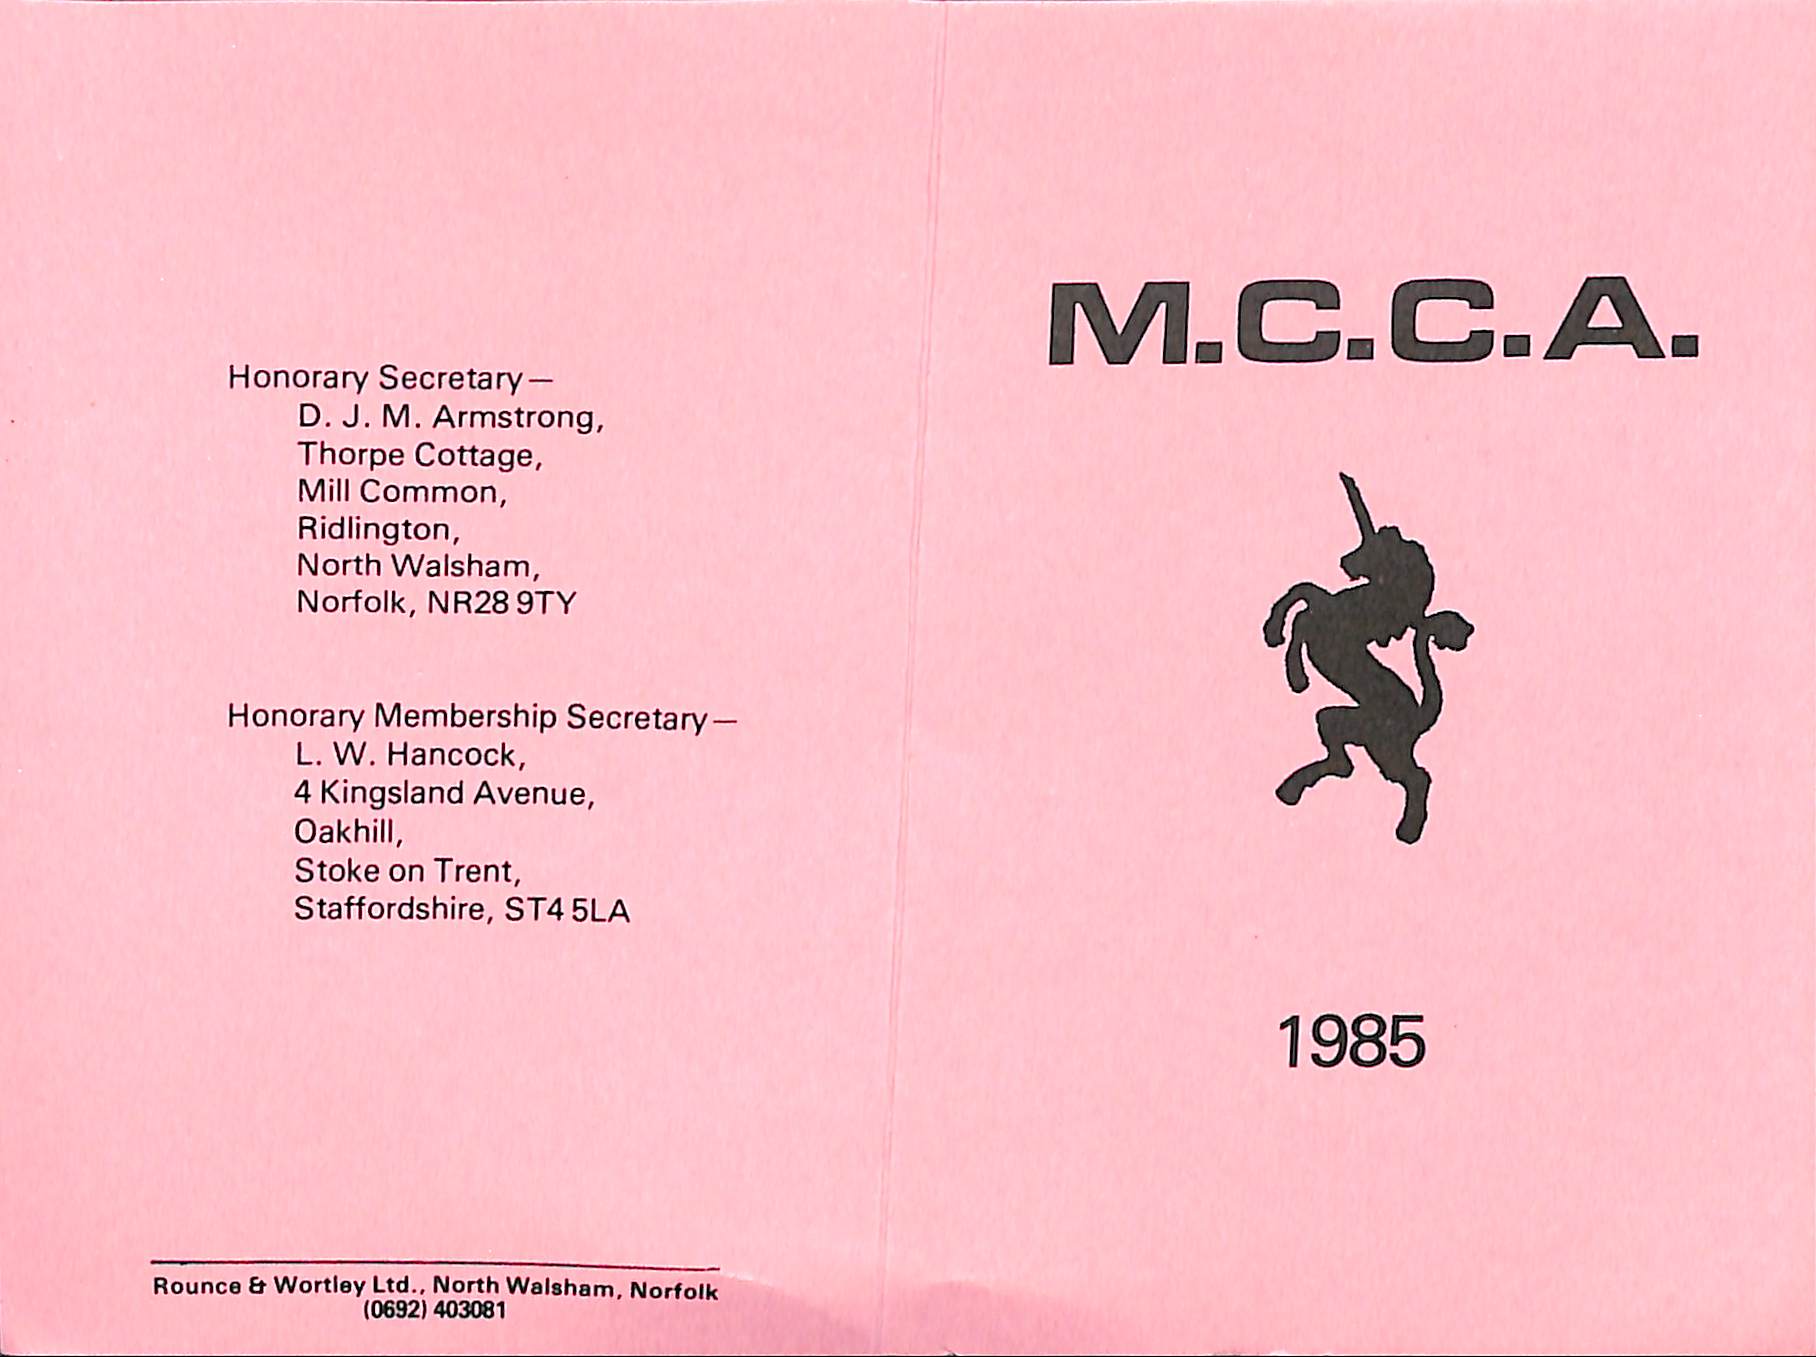 Honorary Secretary—
D. J. M. Armstrong,
Thorpe Cottage,
Mill Common,
Ridlington,
North Walsham,
Norfolk, NR28 9TY
Honorary Membership Secretary—
L. W. Hancock,
4 Kingsland Avenue,
Oakhill,
Stoke on Trent,
Staffordshire, ST4 5LA
Rounce & Wortley Ltd., North Walsham, Norfolk
(0692) 403081
M.C.C.A.
1985